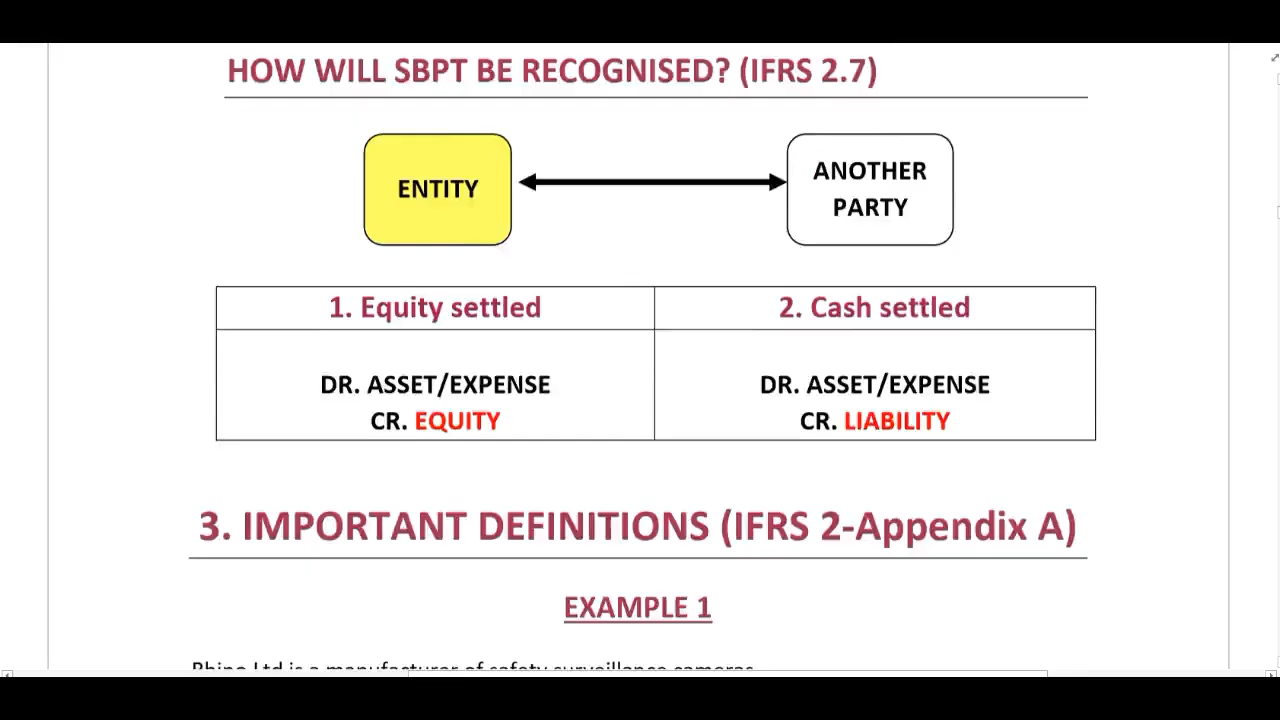 HOW WILL SBPT BE RECOGNISED? (IFRS 2.7)
ENTITY
ANOTHER
PARTY
1. Equity settled
2. Cash settled
DR. ASSET/EXPENSE
CR. EQUITY
DR. ASSET/EXPENSE
CR. LIABILITY
3. IMPORTANT DEFINITIONS (IFRS 2-Appendix A)
EXAMPLE 1
Rhino Ltd is a manufacturer of safety surveillance cameras